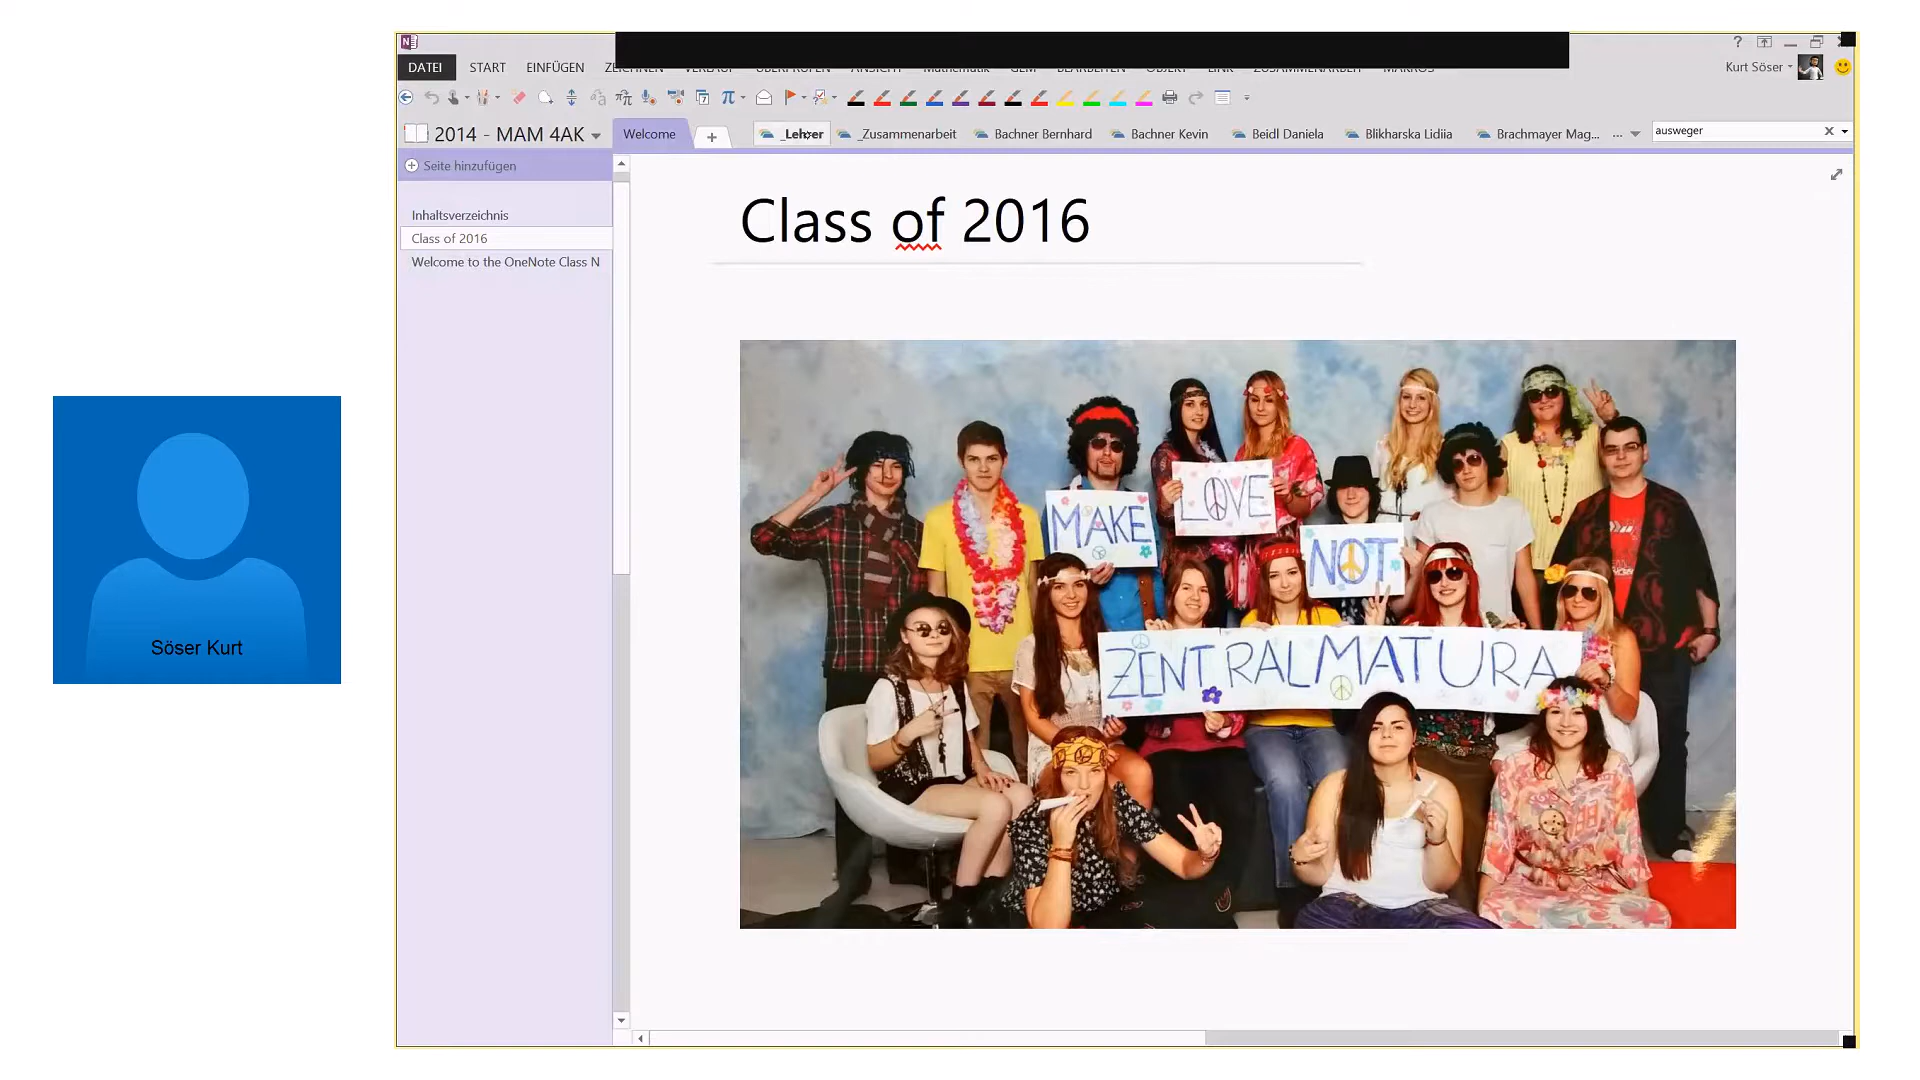 DATEI START EINFÜGEN ZEICHNEN VERLAUF ÜBERPRÜFEN ANSICHT Mathematik GEM BEARBEITEN OBJEKT LINK ZUSAMMENARBEIT MAKROS
? Kurt Söser
2014 - MAM 4AK Welcome + _Lehrer _Zusammenarbeit Bachner Bernhard Bachner Kevin Beidl Daniela Blikharska Lidiia Brachmayer Mag... ... ausweger
Seite hinzufügen
Inhaltsverzeichnis
Class of 2016
Welcome to the OneNote Class N
Class of 2016
MAKE
LOVE
NOT
ZENTRALMATURA
Söser Kurt